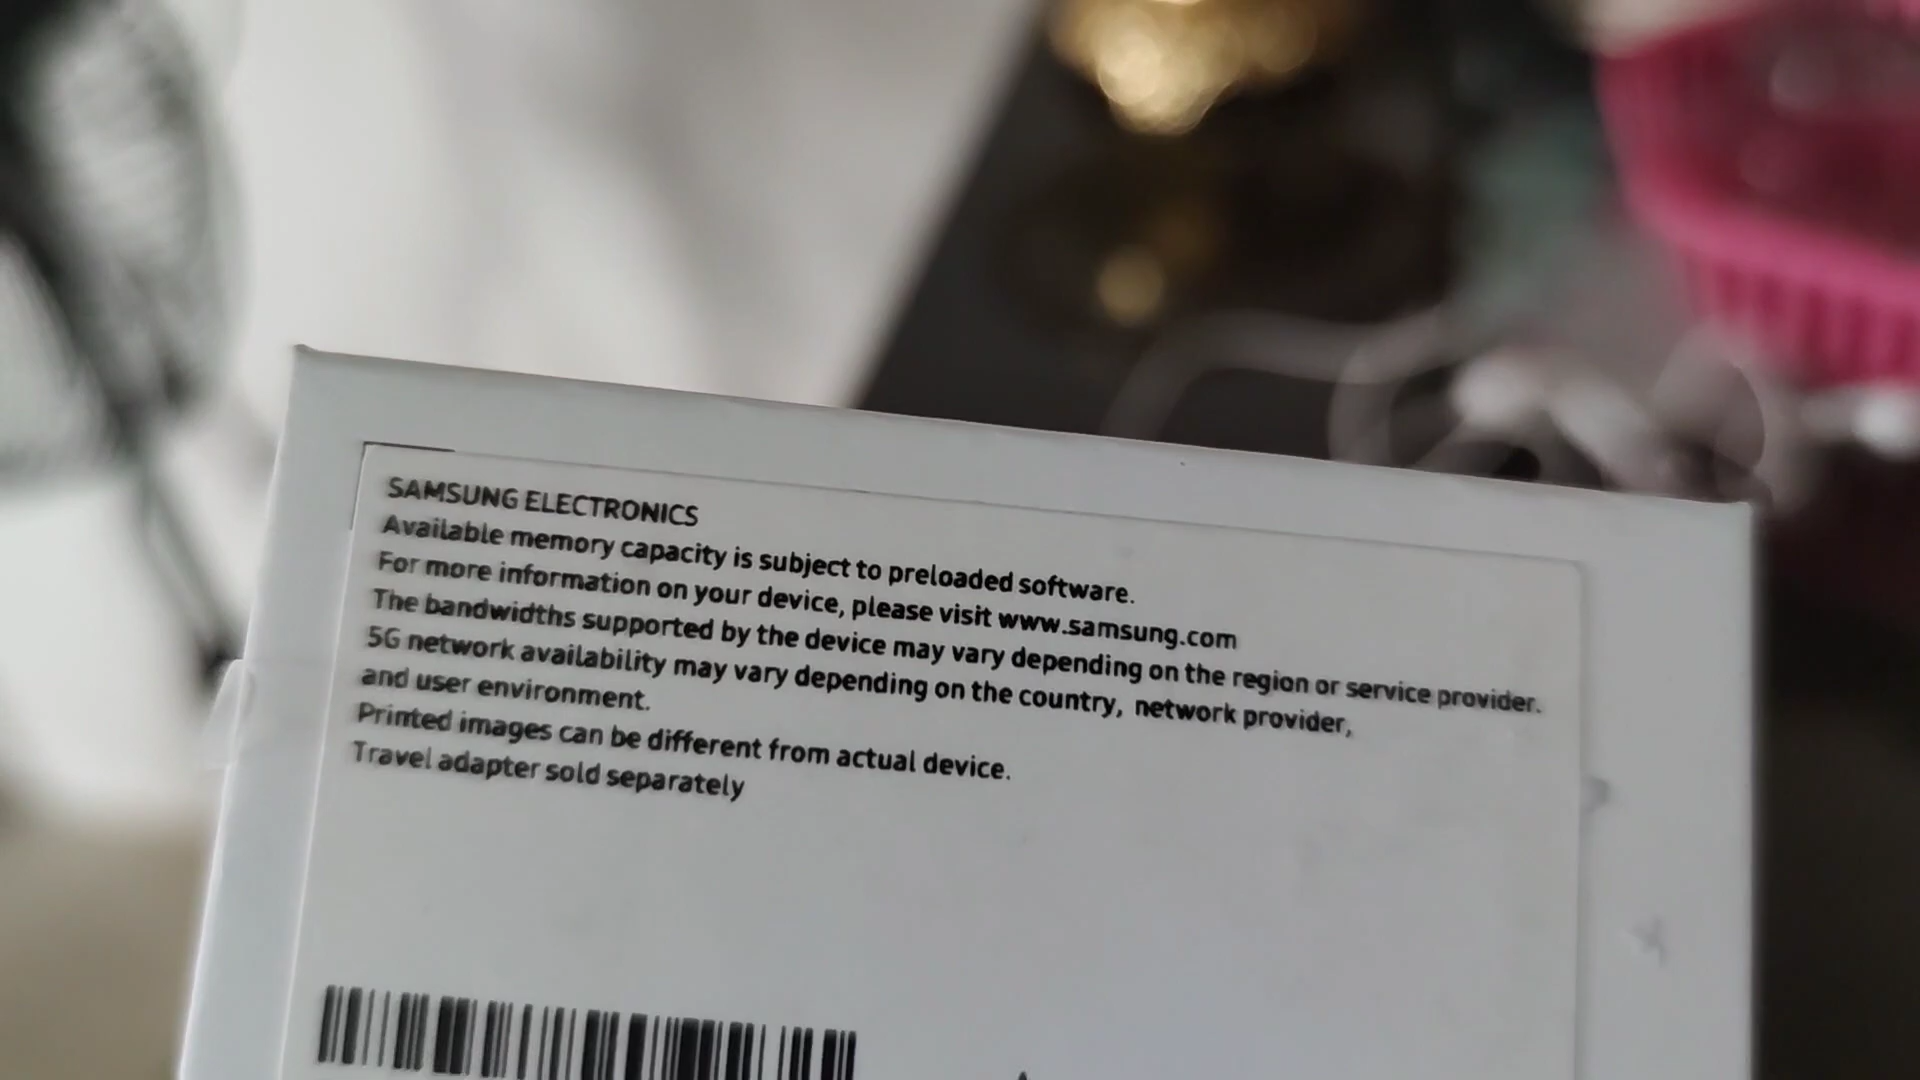 SAMSUNG ELECTRONICS
Available memory capacity is subject to preloaded software.
For more information on your device, please visit www.samsung.com
The bandwidths supported by the device may vary depending on the region or service provider.
5G network availability may vary depending on the country, network provider,
and user environment.
Printed images can be different from actual device.
Travel adapter sold separately